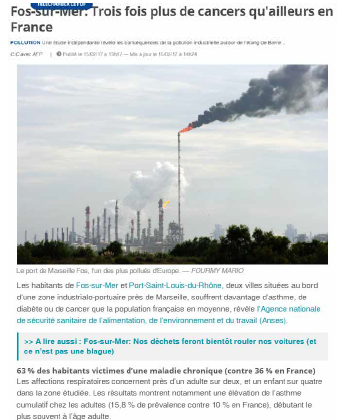 Fos-sur-Mer: Trois fois plus de cancers qu'ailleurs en
France
POLLUTION Une étude indépendante révèle les conséquences de la pollution industrielle autour de l'étang de Berre...
Publié le 15/02/17 à 13h07 — Mis à jour le
Le port de Marseille Fos, l'un des plus pollués d'Europe. — FOURMY MARIO
Les habitants de Fos-sur-Mer et Port-Saint-Louis-du-Rhône, deux villes situées au bord
d'une zone industrialo-portuaire près de Marseille, souffrent davantage d'asthme, de
diabète ou de cancer que la population française en moyenne, révèle l'Agence nationale
de sécurité sanitaire de l'alimentation, de l'environnement et du travail (Anses).
>> A lire aussi : Fos-sur-Mer: Nos déchets feront bientôt rouler nos voitures (et
ce n'est pas une blague)
63 % des habitants victimes d'une maladie chronique (contre 36 % en France)
Les affections respiratoires concernent près d'un adulte sur deux, et un enfant sur quatre
dans la zone étudiée. Les résultats montrent notamment une élévation de l'asthme
cumulatif chez les adultes (15,8 % de prévalence contre 10 % en France), débutant le
plus souvent à l'âge adulte.